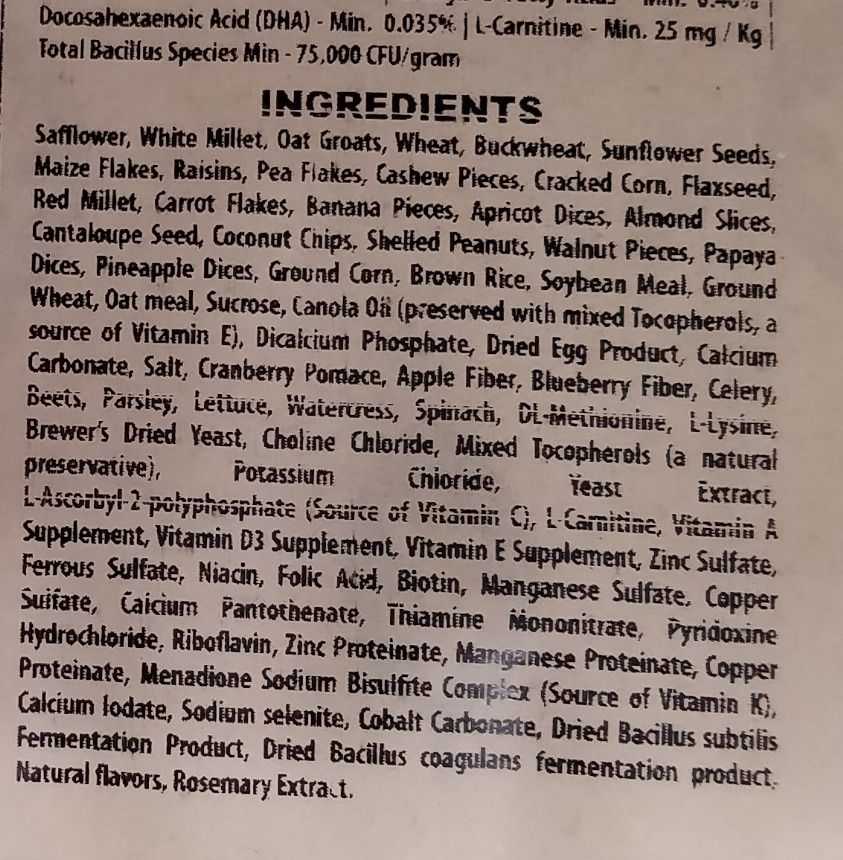 Docosahexaenoic Acid (DHA) - Min. 0.035% | L-Carnitine - Min. 25 mg / Kg |
Total Bacillus Species Min - 75,000 CFU/gram
INGREDIENTS
Safflower, White Millet, Oat Groats, Wheat, Buckwheat, Sunflower Seeds,
Maize Flakes, Raisins, Pea Flakes, Cashew Pieces, Cracked Corn, Flaxseed,
Red Millet, Carrot Flakes, Banana Pieces, Apricot Dices, Almond Slices,
Cantaloupe Seed, Coconut Chips, Shelled Peanuts, Walnut Pieces, Papaya
Dices, Pineapple Dices, Ground Corn, Brown Rice, Soybean Meal, Ground
Wheat, Oat meal, Sucrose, Canola Oil (preserved with mixed Tocopherols, a
source of Vitamin E), Dicalcium Phosphate, Dried Egg Product, Calcium
Carbonate, Salt, Cranberry Pomace, Apple Fiber, Blueberry Fiber, Celery,
Beets, Parsley, Lettuce, Watercress, Spinach, DL-Methionine, L-Lysine,
Brewer's Dried Yeast, Choline Chloride, Mixed Tocopherols (a natural
preservative), Potassium Chloride, Yeast Extract,
L-Ascorbyl-2-polyphosphate (Source of Vitamin C), L-Carnitine, Vitamin A
Supplement, Vitamin D3 Supplement, Vitamin E Supplement, Zinc Sulfate,
Ferrous Sulfate, Niacin, Folic Acid, Biotin, Manganese Sulfate, Copper
Sulfate, Calcium Pantothenate, Thiamine Mononitrate, Pyridoxine
Hydrochloride, Riboflavin, Zinc Proteinate, Manganese Proteinate, Copper
Proteinate, Menadione Sodium Bisulfite Complex (Source of Vitamin K),
Calcium Iodate, Sodium selenite, Cobalt Carbonate, Dried Bacillus subtilis
Fermentation Product, Dried Bacillus coagulans fermentation product,
Natural flavors, Rosemary Extract.